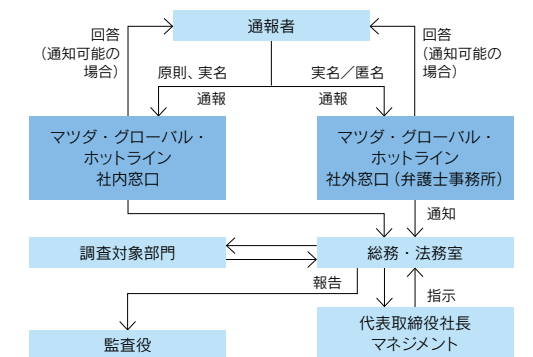 通報者
回答
(通知可能の
場合)
回答
(通知可能の
場合)
原則、実名
実名/匿名
通報
通報
マツダ・グローバル・
ホットライン
社内窓口
マツダ・グローバル・
ホットライン
社外窓口(弁護士事務所)
通知
調査対象部門
総務・法務室
報告
指示
監査役
代表取締役社長
マネジメント